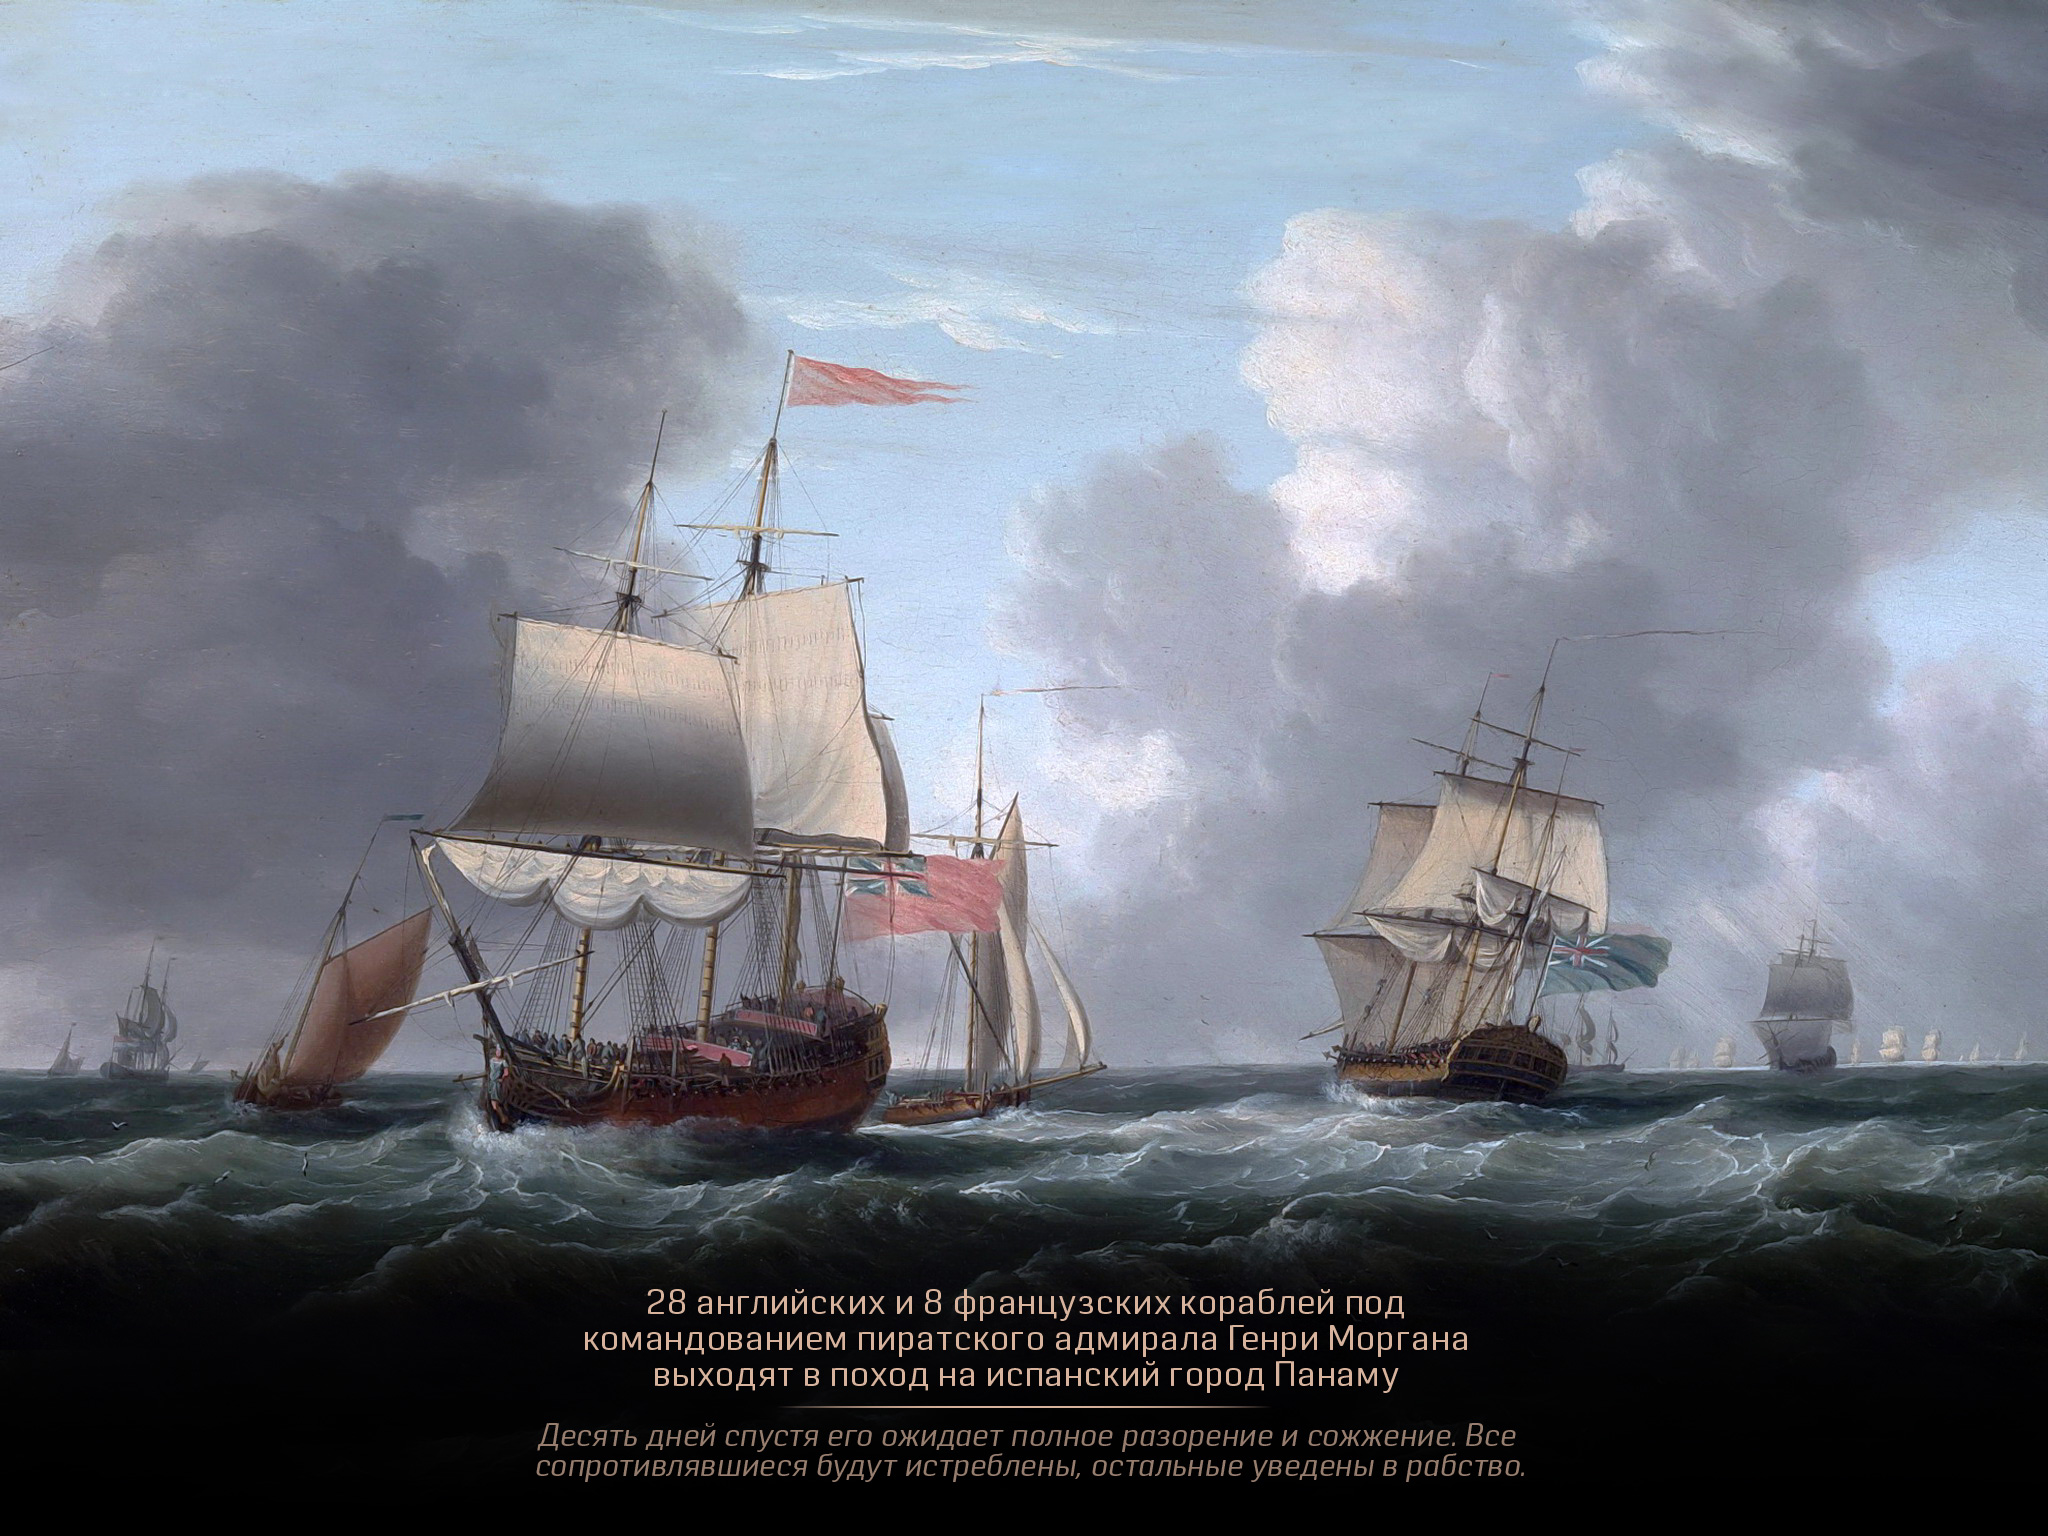 28 английских и 8 французских кораблей под
командованием пиратского адмирала Генри Моргана
выходят в поход на испанский город Панаму
Десять дней спустя его ожидает полное разорение и сожжение. Все
сопротивлявшиеся будут истреблены, остальные уведены в рабство.